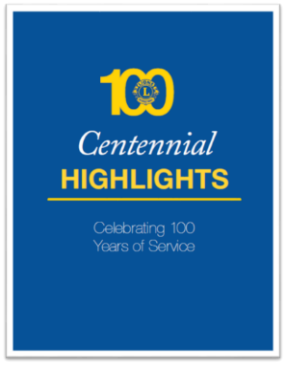 100
L
Centennial
HIGHLIGHTS
Celebrating 100
Years of Service